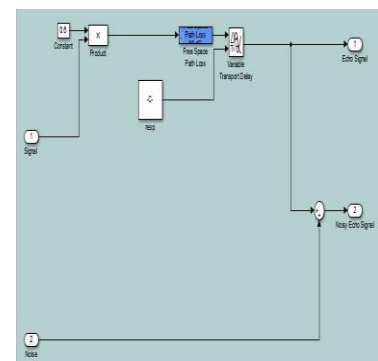 0.6
Constant
X
Product
Path Loss
Free Space
Path Loss
Variable
Transport Delay
1
Echo Signal
-C-
resp
1
Signal
2
Noisy Echo Signal
2
Noise